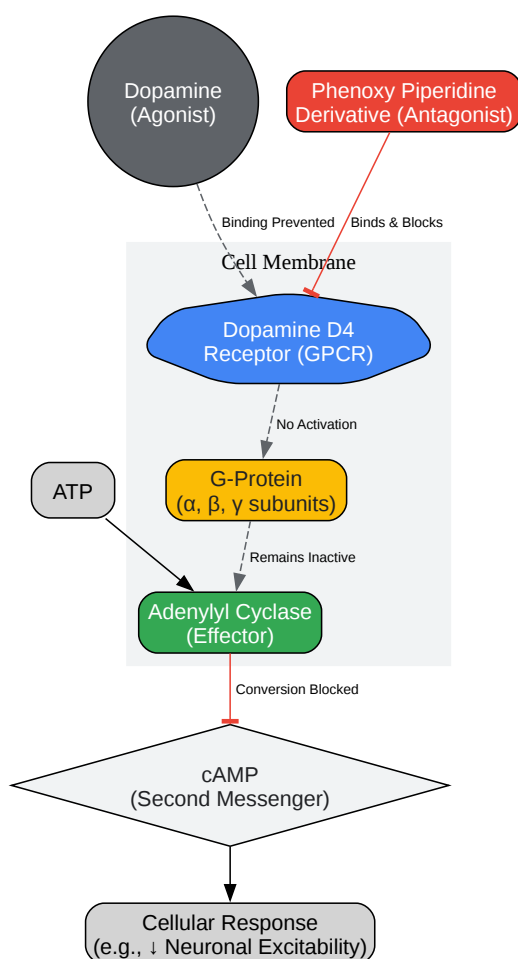 Dopamine
(Agonist)
Phenoxy Piperidine
Derivative (Antagonist)
Binding Prevented
Binds & Blocks
Cell Membrane
Dopamine D4
Receptor (GPCR)
No Activation
G-Protein
(α, β, γ subunits)
ATP
Remains Inactive
Adenylyl Cyclase
(Effector)
Conversion Blocked
cAMP
(Second Messenger)
Cellular Response
(e.g., ↓ Neuronal Excitability)